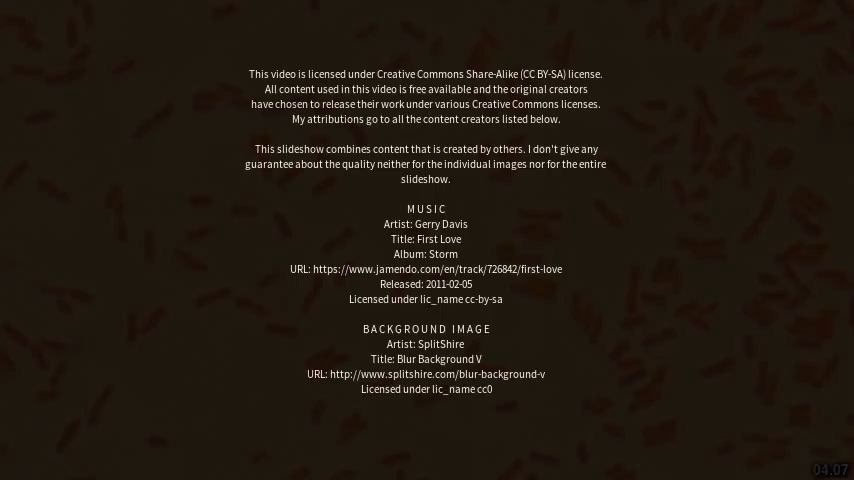 This video is licensed under Creative Commons Share-Alike (CC BY-SA) license.
All content used in this video is free available and the original creators
have chosen to release their work under various Creative Commons licenses.
My attributions go to all the content creators listed below.
This slideshow combines content that is created by others. I don't give any
guarantee about the quality neither for the individual images nor for the entire
slideshow.
MUSIC
Artist: Gerry Davis
Title: First Love
Album: Storm
URL: https://www.jamendo.com/en/track/726842/first-love
Released: 2011-02-05
Licensed under lic_name cc-by-sa
BACKGROUND IMAGE
Artist: SplitShire
Title: Blur Background V
URL: http://www.splitshire.com/blur-background-v
Licensed under lic_name cc0
04.07